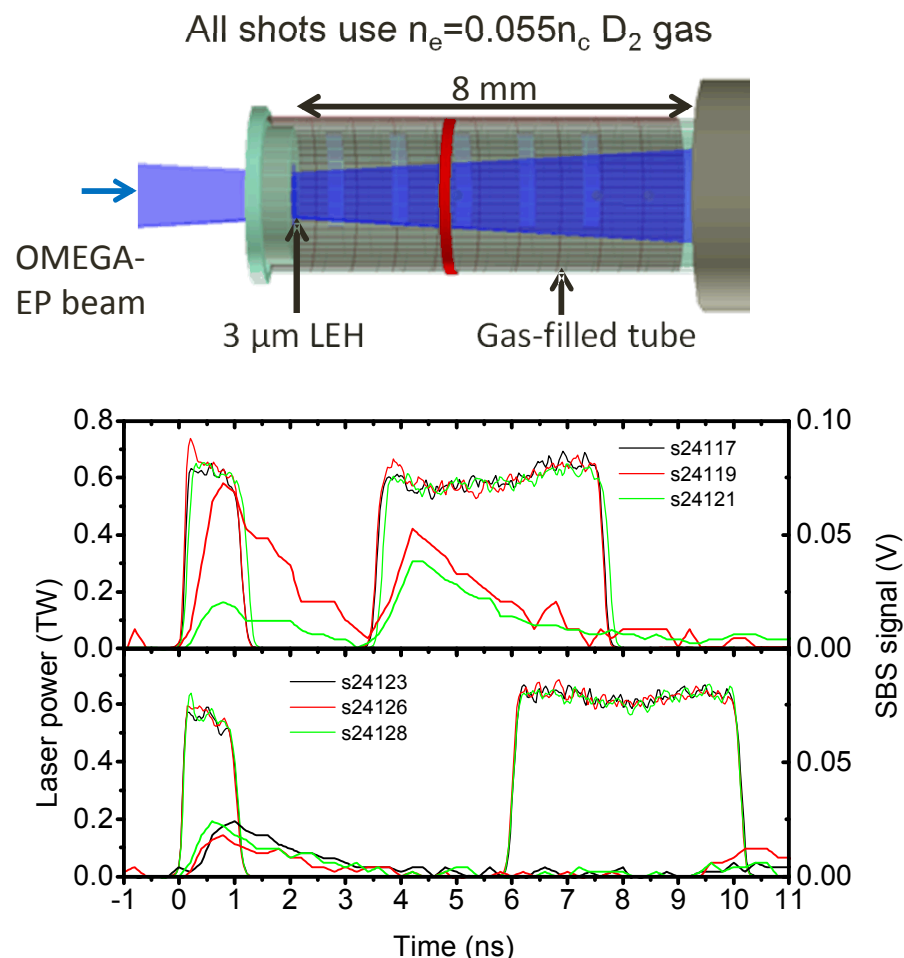 All shots use nₑ=0.055n꜀ D₂ gas
8 mm
OMEGA-
EP beam
3 µm LEH
Gas-filled tube
0.8
0.6
0.4
0.2
0.0
0.10
0.05
0.00
s24117
s24119
s24121
0.6
0.4
0.2
0.0
0.05
0.00
s24123
s24126
s24128
Laser power (TW)
SBS signal (V)
-1 0 1 2 3 4 5 6 7 8 9 10 11
Time (ns)